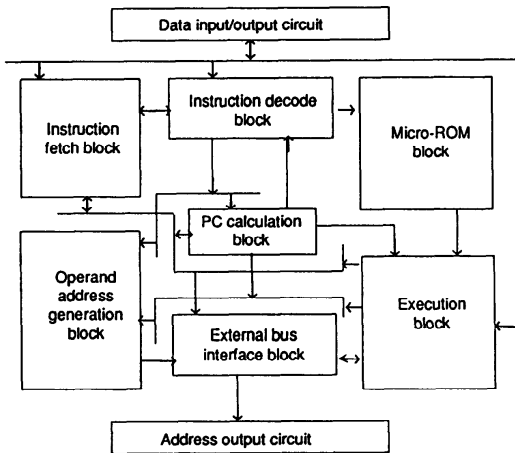 Data input/output circuit
Instruction
fetch block
Instruction decode
block
Micro-ROM
block
PC calculation
block
Operand
address
generation
block
External bus
interface block
Execution
block
Address output circuit